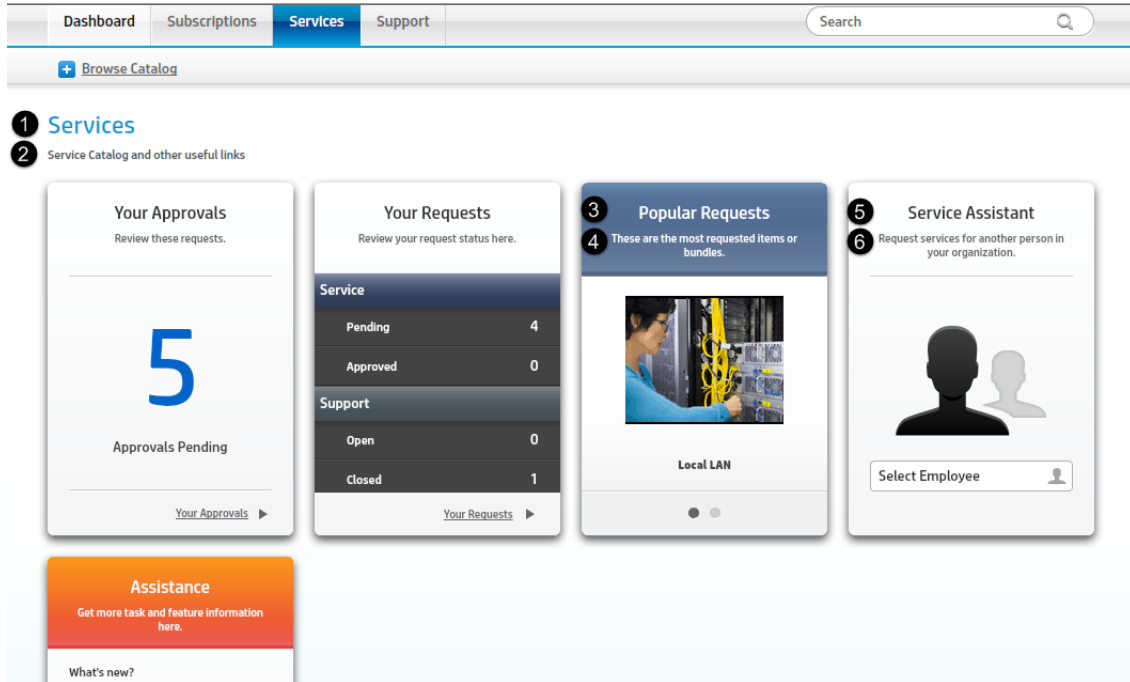 Dashboard Subscriptions Services Support Search
Browse Catalog
1 Services
2 Service Catalog and other useful links
Your Approvals
Review these requests.
5
Approvals Pending
Your Approvals
Your Requests
Review your request status here.
Service
Pending 4
Approved 0
Support
Open 0
Closed 1
Your Requests
3 Popular Requests
4 These are the most requested items or
bundles.
Local LAN
5 Service Assistant
6 Request services for another person in
your organization.
Select Employee
Assistance
Get more task and feature information
here.
What's new?